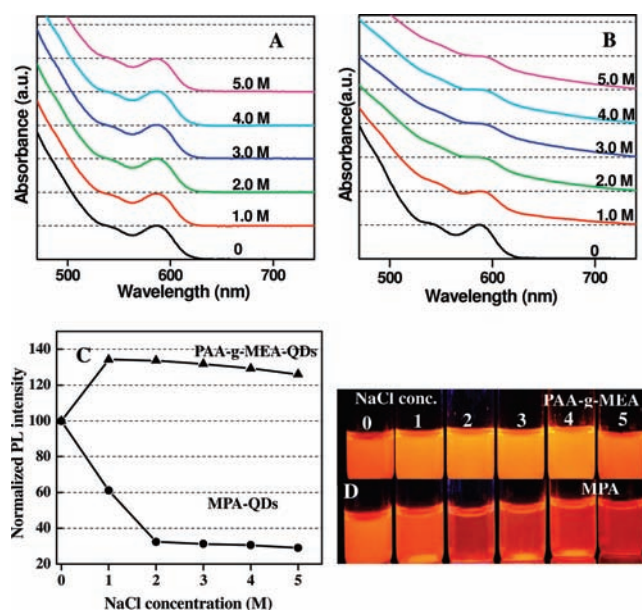 A
Absorbance (a.u.)
5.0 M
4.0 M
3.0 M
2.0 M
1.0 M
0
500 600 700
Wavelength (nm)
B
Absorbance(a.u.)
5.0 M
4.0 M
3.0 M
2.0 M
1.0 M
0
500 600 700
Wavelength (nm)
C
Normalized PL intensity
140
120
100
80
60
40
20
PAA-g-MEA-QDs
MPA-QDs
0 1 2 3 4 5
NaCl concentration (M)
NaCl conc. PAA-g-MEA
0 1 2 3 4 5
D MPA